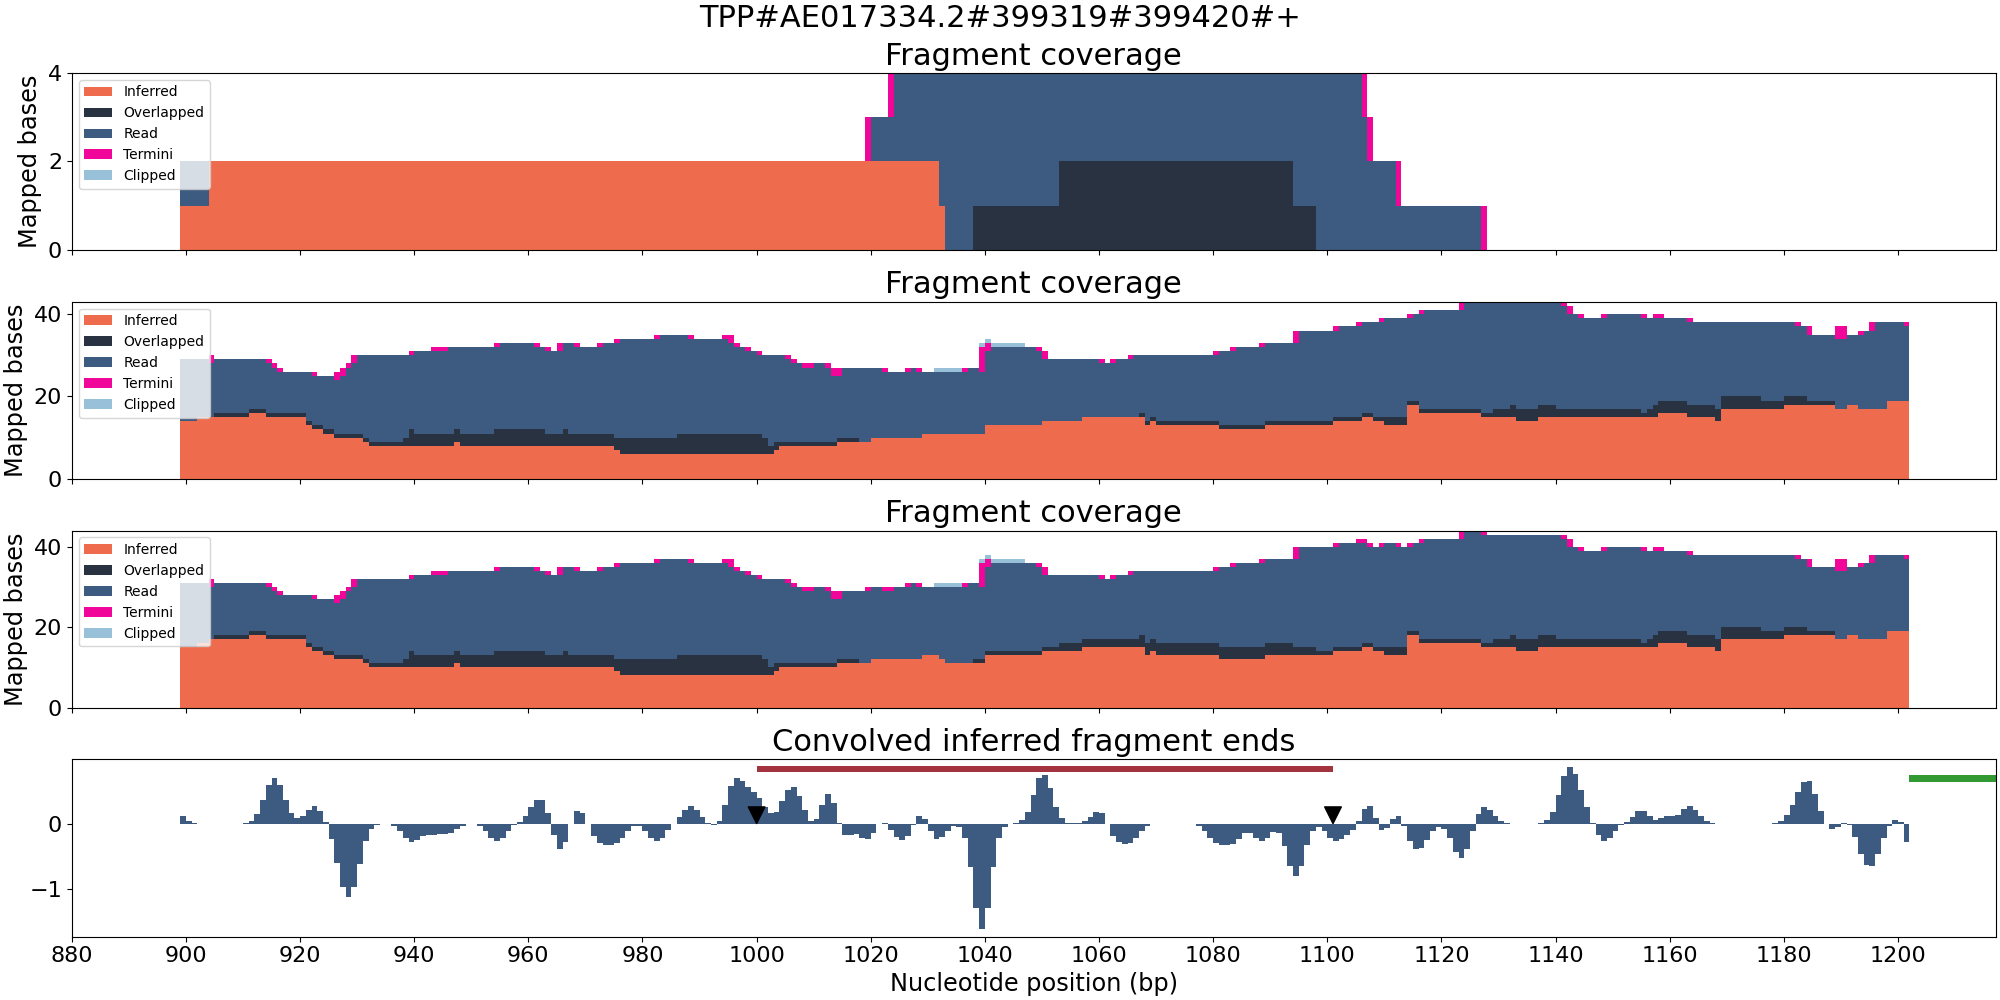 TPP#AE017334.2#399319#399420#+
Fragment coverage
Mapped bases
4
2
0
Inferred
Overlapped
Read
Termini
Clipped
Fragment coverage
Mapped bases
40
20
0
Inferred
Overlapped
Read
Termini
Clipped
Fragment coverage
Mapped bases
40
20
0
Inferred
Overlapped
Read
Termini
Clipped
Convolved inferred fragment ends
0
−1
880 900 920 940 960 980 1000 1020 1040 1060 1080 1100 1120 1140 1160 1180 1200
Nucleotide position (bp)